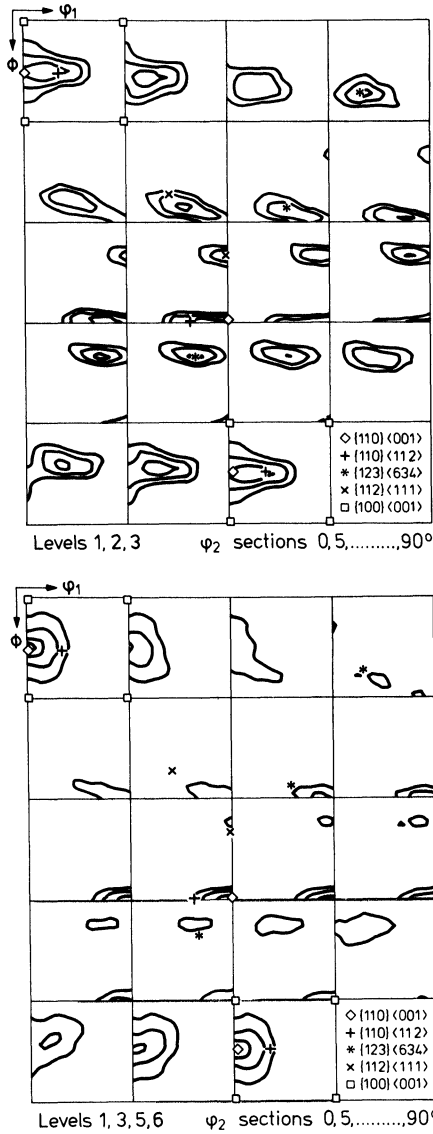 φ1
Φ
◇ {110}⟨001⟩
+ {110}⟨112⟩
* {123}⟨634⟩
× {112}⟨111⟩
□ {100}⟨001⟩
Levels 1, 2, 3 φ2 sections 0,5,.........,90°
φ1
Φ
◇ {110}⟨001⟩
+ {110}⟨112⟩
* {123}⟨634⟩
× {112}⟨111⟩
□ {100}⟨001⟩
Levels 1,3,5,6 φ2 sections 0,5,.........,90°